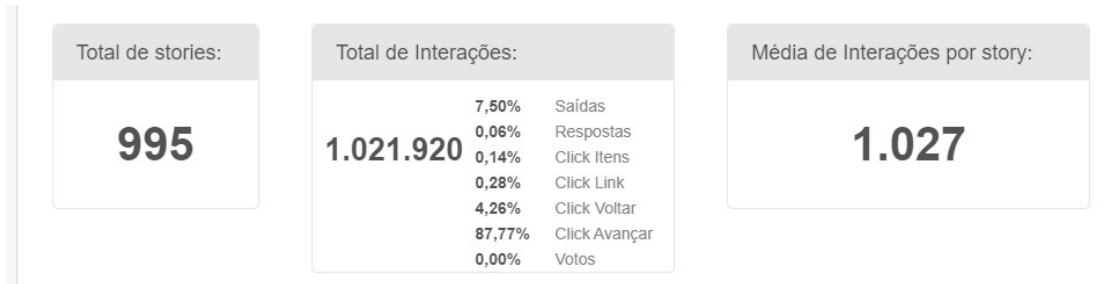 Total de stories:
995
Total de Interações:
1.021.920
7,50% Saídas
0,06% Respostas
0,14% Click Itens
0,28% Click Link
4,26% Click Voltar
87,77% Click Avançar
0,00% Votos
Média de Interações por story:
1.027